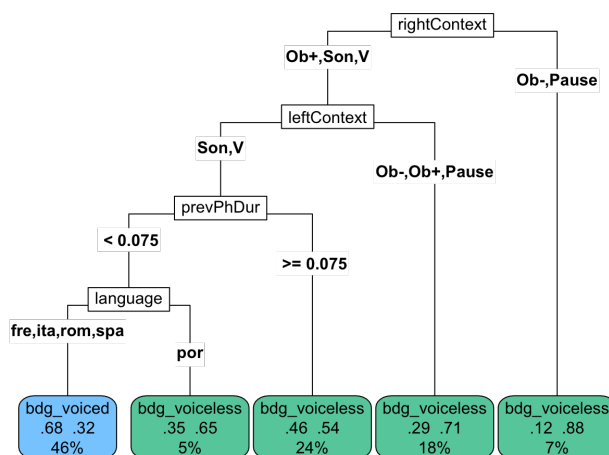 rightContext
Ob+,Son,V
Ob-,Pause
leftContext
Son,V
Ob-,Ob+,Pause
prevPhDur
< 0.075
>= 0.075
language
fre,ita,rom,spa
por
bdg_voiced
.68 .32
46%
bdg_voiceless
.35 .65
5%
bdg_voiceless
.46 .54
24%
bdg_voiceless
.29 .71
18%
bdg_voiceless
.12 .88
7%